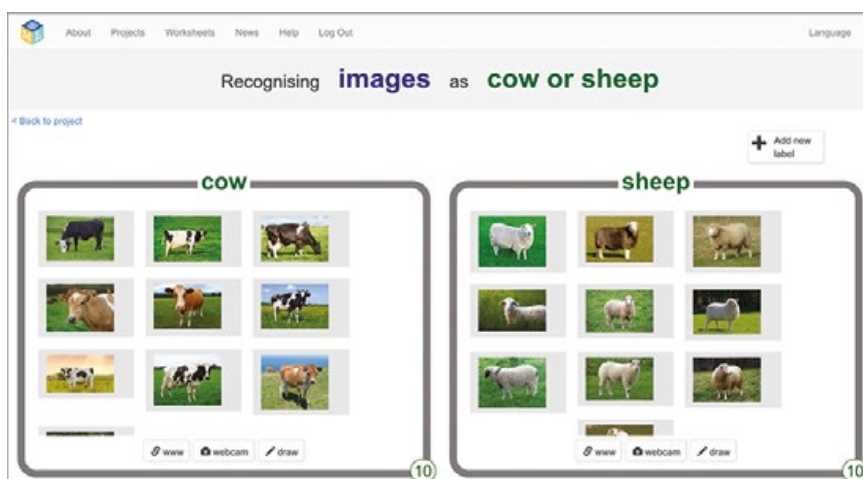 About Projects Worksheets News Help Log Out Language
Recognising images as cow or sheep
< Back to project
Add new
label
cow
sheep
www webcam draw
www webcam draw
10
10